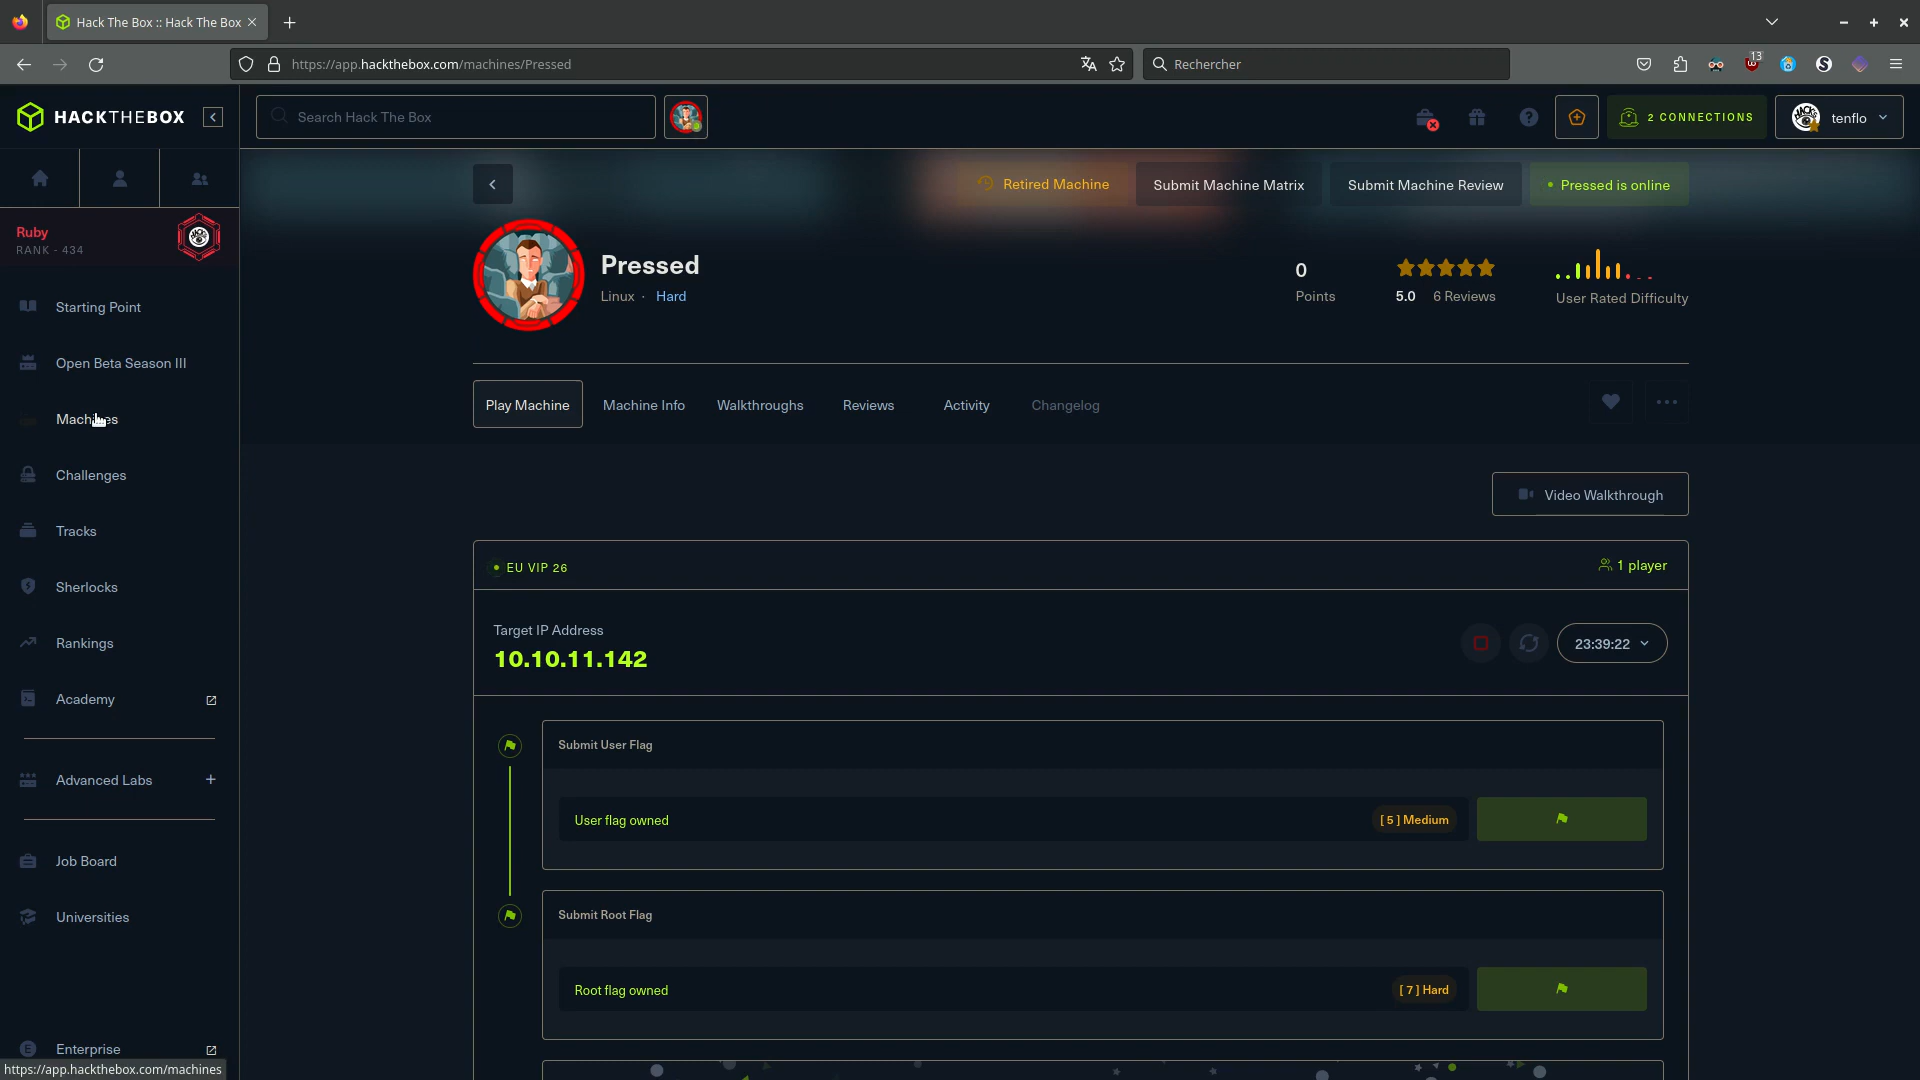 Hack The Box :: Hack The Box
https://app.hackthebox.com/machines/Pressed
Rechercher
13
HACKTHEBOX
Search Hack The Box
2 CONNECTIONS
tenflo
Retired Machine
Submit Machine Matrix
Submit Machine Review
Pressed is online
Ruby
RANK - 434
Pressed
Linux · Hard
0
Points
5.0 6 Reviews
User Rated Difficulty
Starting Point
Open Beta Season III
Machines
Challenges
Tracks
Sherlocks
Rankings
Academy
Advanced Labs
Job Board
Universities
Enterprise
Play Machine
Machine Info
Walkthroughs
Reviews
Activity
Changelog
Video Walkthrough
EU VIP 26
1 player
Target IP Address
10.10.11.142
23:39:22
Submit User Flag
User flag owned
[ 5 ] Medium
Submit Root Flag
Root flag owned
[ 7 ] Hard
https://app.hackthebox.com/machines